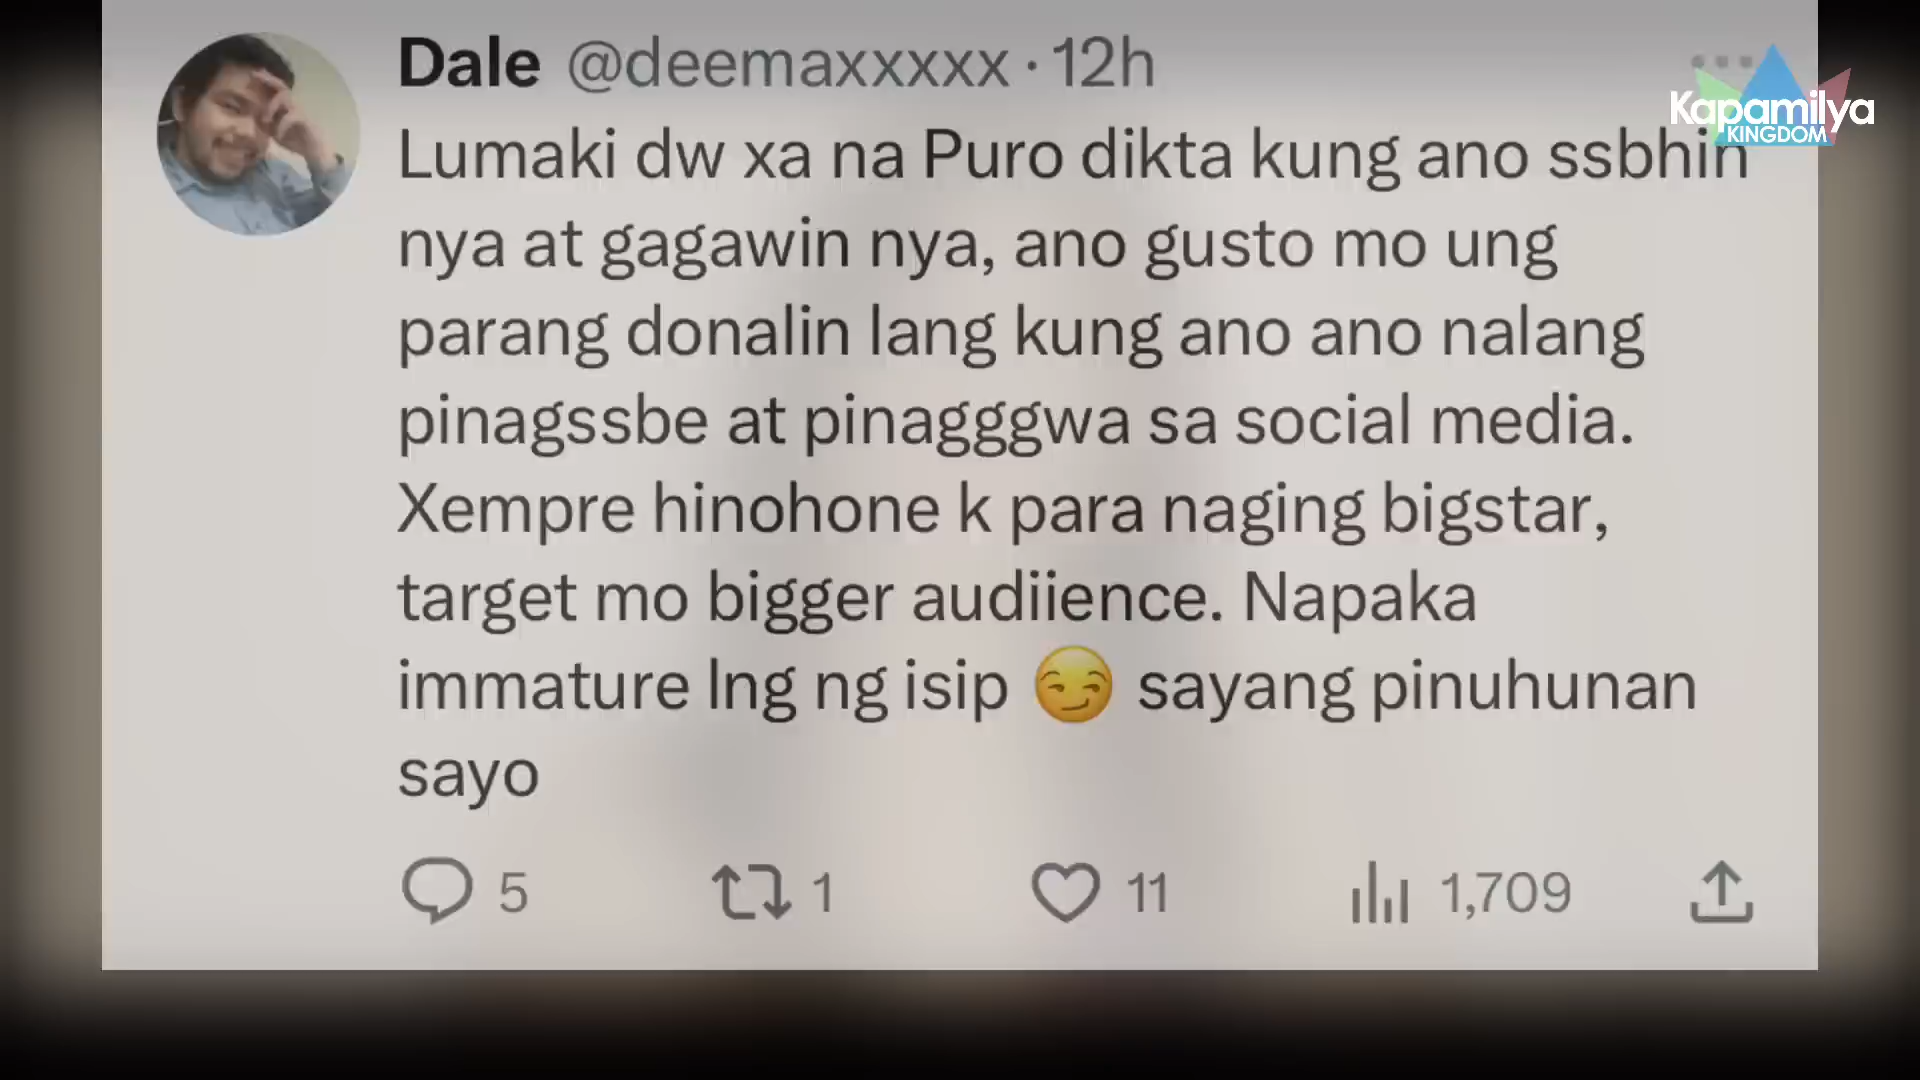 Dale @deemaxxxxx · 12h
Kapamilya
KINGDOM
Lumaki dw xa na Puro dikta kung ano ssbhin
nya at gagawin nya, ano gusto mo ung
parang donalin lang kung ano ano nalang
pinagssbe at pinagggwa sa social media.
Xempre hinohone k para naging bigstar,
target mo bigger audiience. Napaka
immature lng ng isip 😏 sayang pinuhunan
sayo
5 1 11 1,709